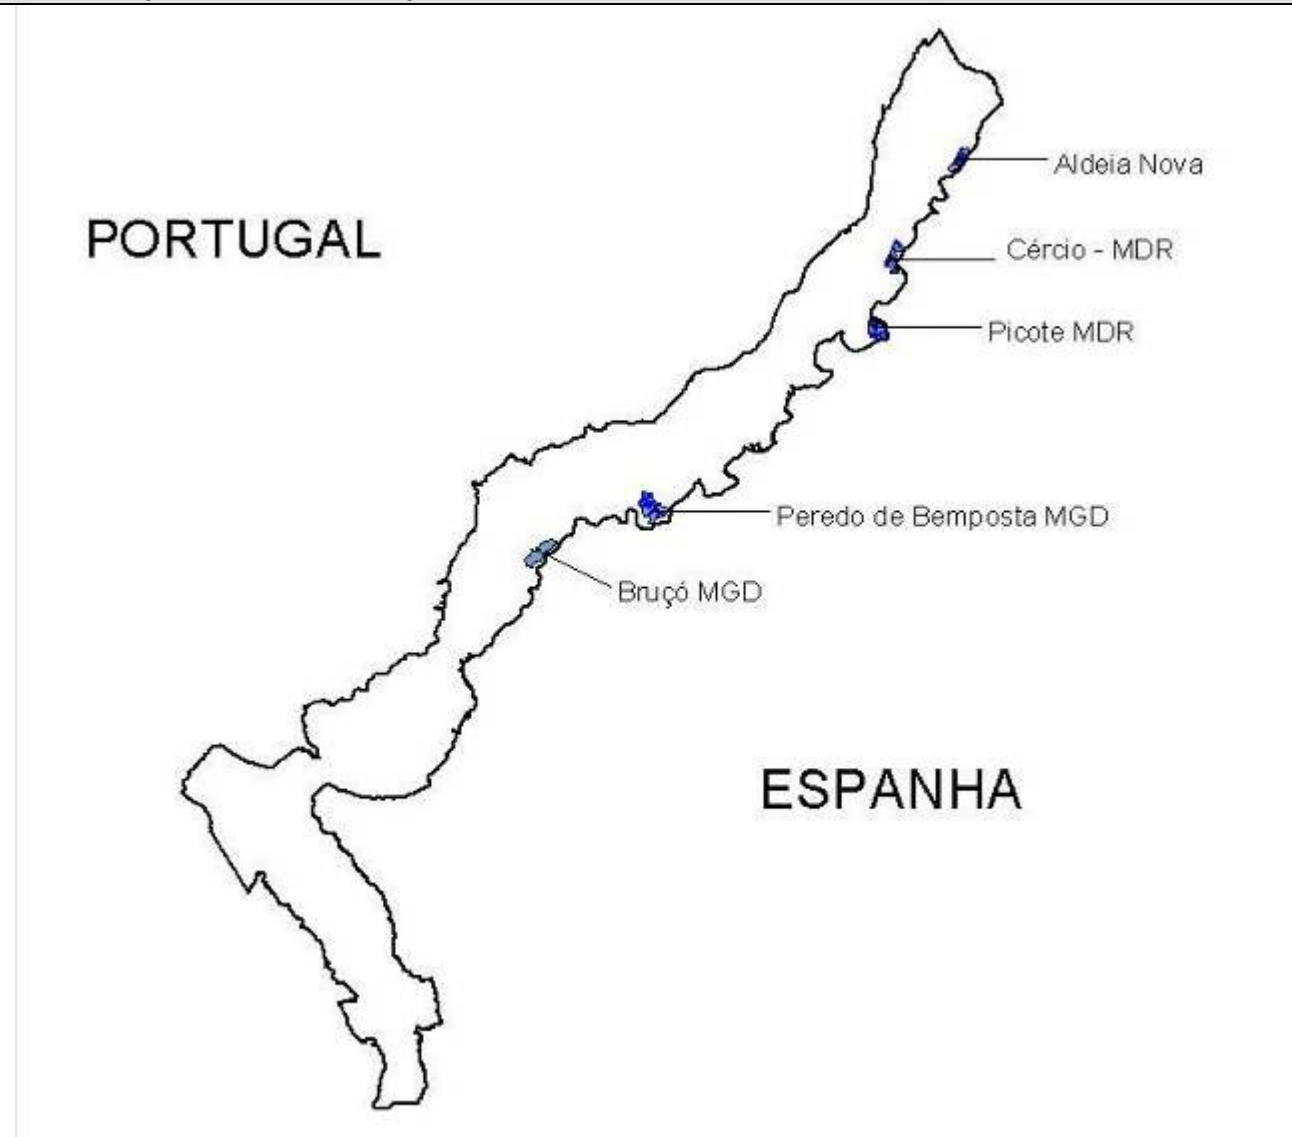 Aldeia Nova
PORTUGAL
Cércio - MDR
Picote MDR
Peredo de Bemposta MGD
Bruçó MGD
ESPANHA